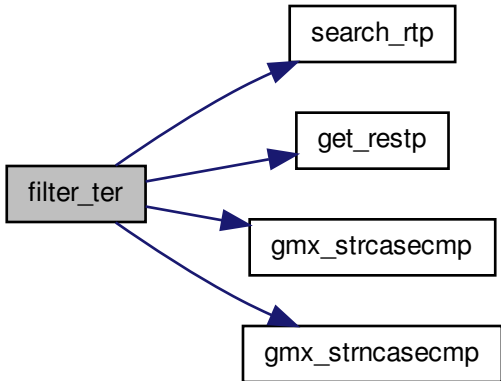 search_rtp
get_restp
filter_ter
gmx_strcasecmp
gmx_strncasecmp